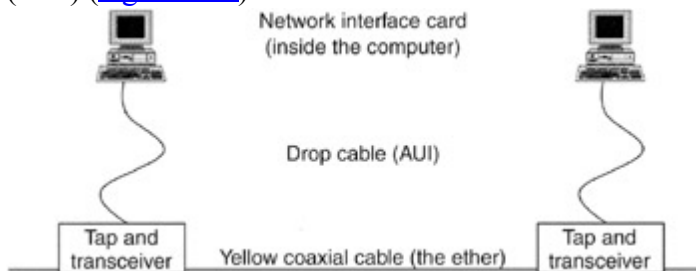 Network interface card
(inside the computer)
Drop cable (AUI)
Tap and
transceiver
Yellow coaxial cable (the ether)
Tap and
transceiver